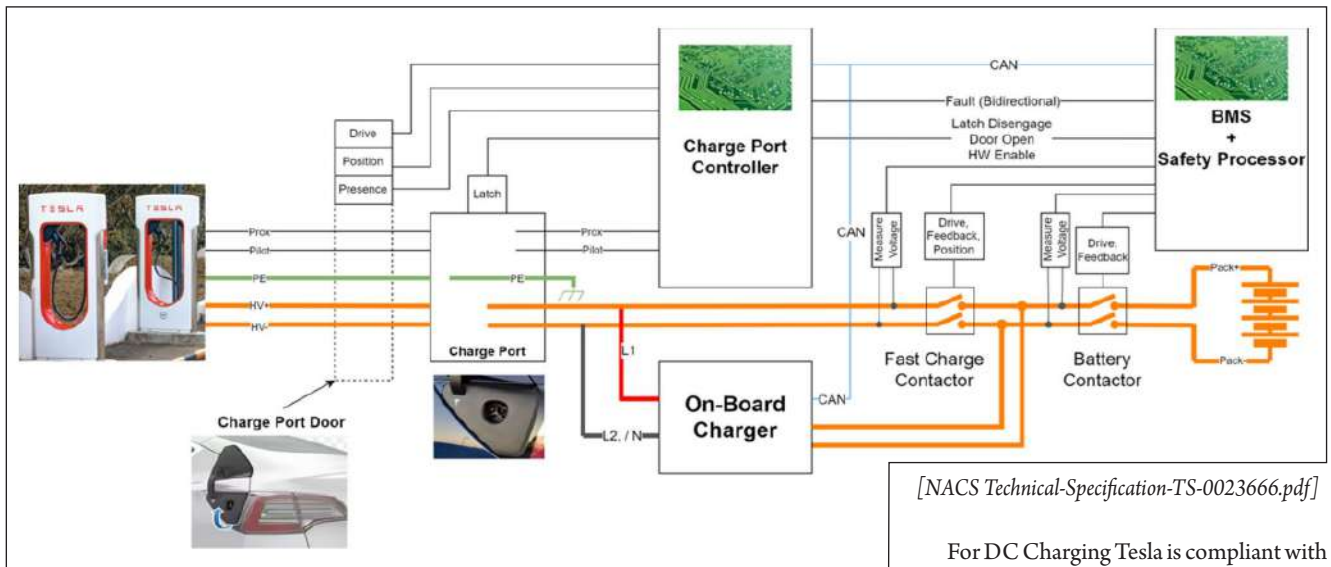 CAN
Fault (Bidirectional)
Latch Disengage
Door Open
HW Enable
BMS
+
Safety Processor
Charge Port
Controller
Drive
Position
Presence
Latch
TESLA
TESLA
Prox
Pilot
PE
HV+
HV-
Prox
Pilot
PE
Charge Port
CAN
Measure
Voltage
Drive,
Feedback,
Position
Measure
Voltage
Drive,
Feedback
Pack+
Pack-
L1
L2. / N
Fast Charge
Contactor
Battery
Contactor
On-Board
Charger
CAN
Charge Port Door
[NACS Technical-Specification-TS-0023666.pdf]
For DC Charging Tesla is compliant with